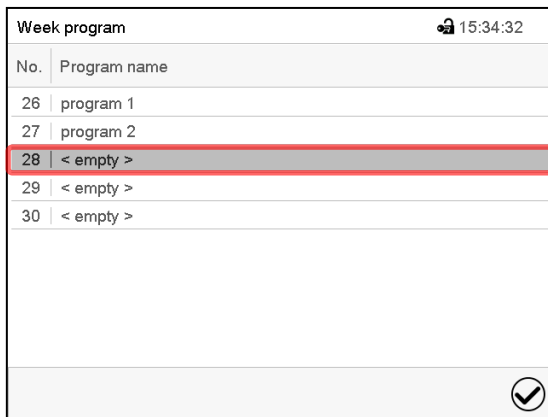 Week program 15:34:32
No. Program name
26 program 1
27 program 2
28 < empty >
29 < empty >
30 < empty >